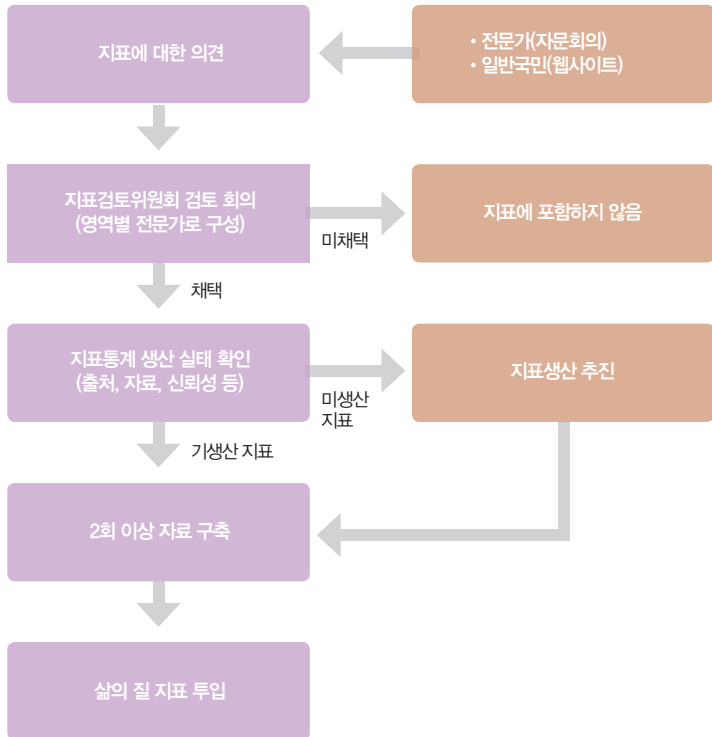 지표에 대한 의견
• 전문가(자문회의)
• 일반국민(웹사이트)
지표검토위원회 검토 회의
(영역별 전문가로 구성)
미채택
지표에 포함하지 않음
채택
지표통계 생산 실태 확인
(출처, 자료, 신뢰성 등)
미생산
지표
지표생산 추진
기생산 지표
2회 이상 자료 구축
삶의 질 지표 투입